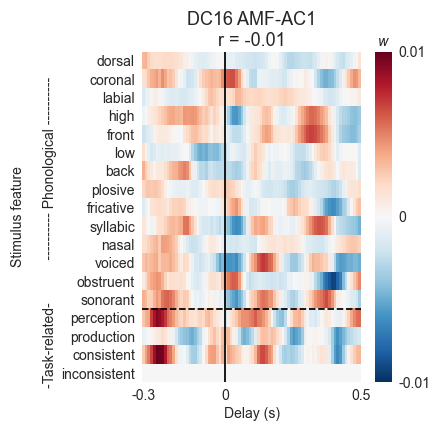 DC16 AMF-AC1
r = -0.01
w
Stimulus feature
-Task-related-
--------- Phonological ----------
dorsal
coronal
labial
high
front
low
back
plosive
fricative
syllabic
nasal
voiced
obstruent
sonorant
perception
production
consistent
inconsistent
-0.3
0
0.5
Delay (s)
0.01
0
-0.01